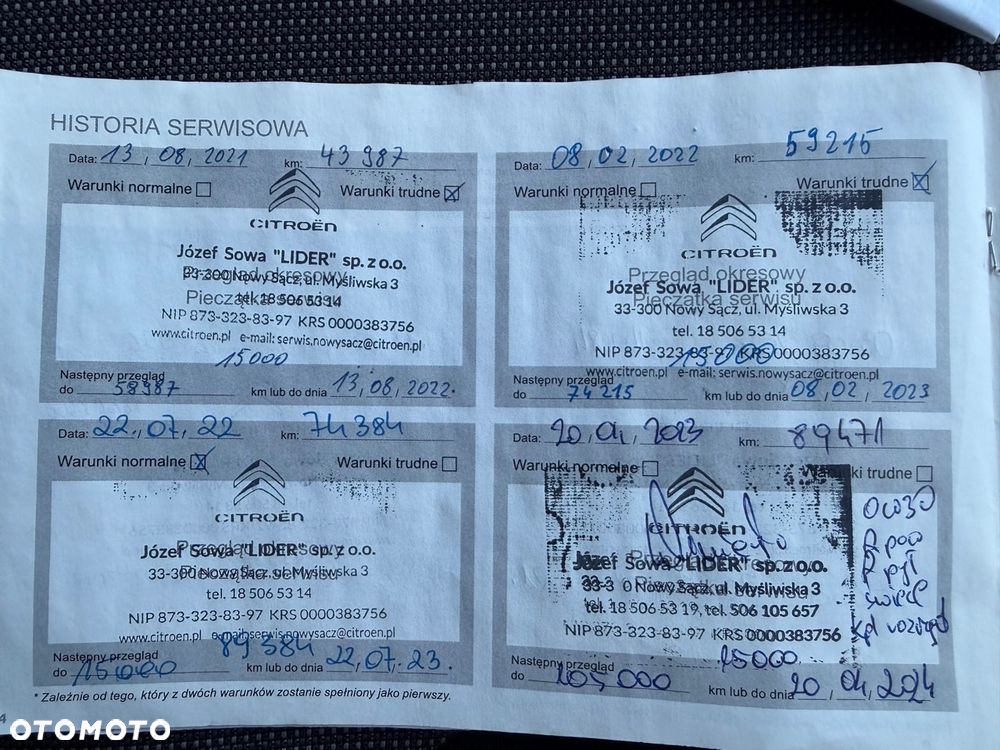 HISTORIA SERWISOWA
Data: 13, 08, 2021 km: 43 987
Warunki normalne Warunki trudne
CITROËN
Józef Sowa "LIDER" sp. z o.o.
Przegląd okresowy
33-300 Nowy Sącz, ul. Myśliwska 3
Pieczątka serwisu
tel. 18 506 53 14
NIP 873-323-83-97 KRS 0000383756
www.citroen.pl e-mail: serwis.nowysacz@citroen.pl
15000
Następny przegląd
do 58987 km lub do dnia 13, 08, 2022.
Data: 08, 02, 2022 km: 59215
Warunki normalne Warunki trudne
CITROËN
Przegląd okresowy
Józef Sowa "LIDER" sp. z o.o.
Pieczątka serwisu
33-300 Nowy Sącz, ul. Myśliwska 3
tel. 18 506 53 14
NIP 873-323-83-97 KRS 0000383756
15000
www.citroen.pl e-mail: serwis.nowysacz@citroen.pl
Następny przegląd
do 74215 km lub do dnia 08, 02, 2023
Data: 22, 07, 22 km: 74384
Warunki normalne Warunki trudne
CITROËN
Przegląd okresowy
Józef Sowa "LIDER" sp. z o.o.
33-300 Nowy Sącz, ul. Myśliwska 3
Pieczątka serwisu
tel. 18 506 53 14
NIP 873-323-83-97 KRS 0000383756
www.citroen.pl e-mail: serwis.nowysacz@citroen.pl
89384
Następny przegląd
do 15000 km lub do dnia 22, 07, 23.
Data: 20, 04, 2023 km: 89471
Warunki normalne Warunki trudne
CITROËN
Józef Sowa "LIDER" sp. z o.o.
Nowy Sącz, ul. Myśliwska 3
tel. 18 506 53 19, tel. 506 105 657
NIP 873-323-83-97 KRS 0000383756
15000
Następny przegląd
do 105000 km lub do dnia 20, 04, 2024
* Zależnie od tego, który z dwóch warunków zostanie spełniony jako pierwszy.
4
OTOMOTO